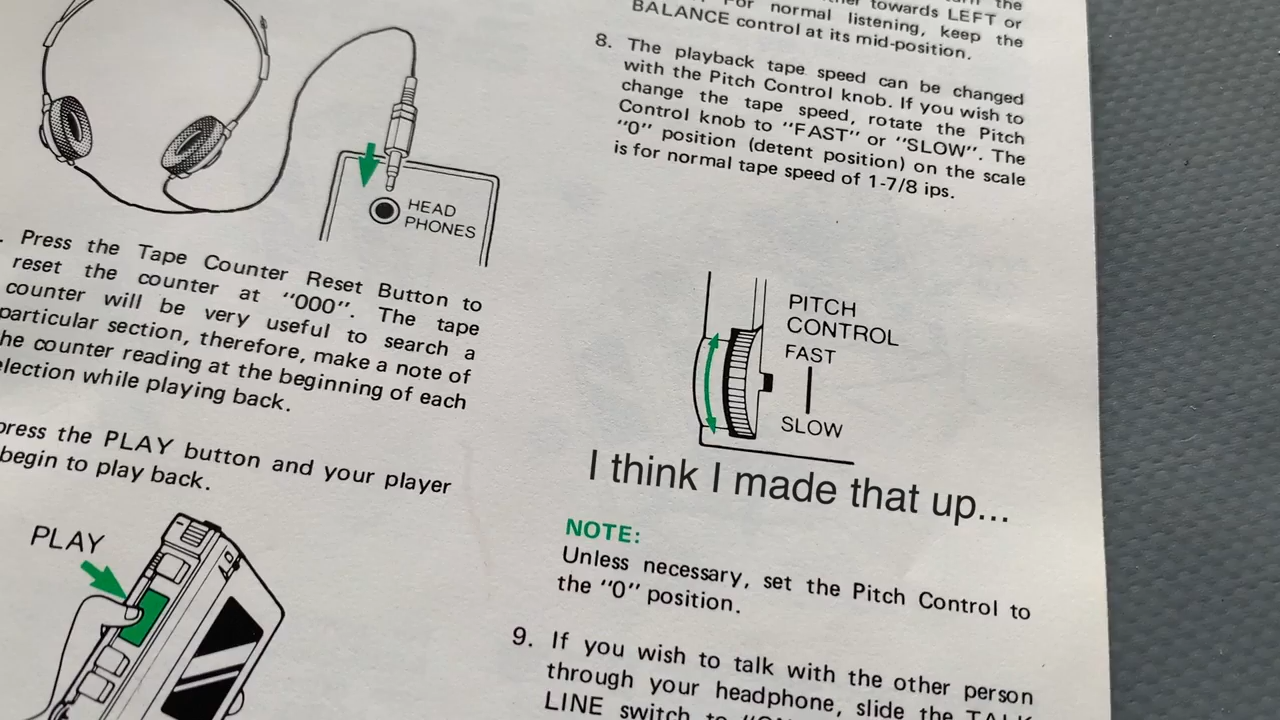 HEAD
PHONES
. Press the Tape Counter Reset Button to
reset the counter at "000". The tape
counter will be very useful to search a
particular section, therefore, make a note of
the counter reading at the beginning of each
selection while playing back.
press the PLAY button and your player
begin to play back.
PLAY
the
towards LEFT or
For normal listening, keep the
BALANCE control at its mid-position.
8. The playback tape speed can be changed
with the Pitch Control knob. If you wish to
change the tape speed, rotate the Pitch
Control knob to "FAST" or "SLOW". The
"0" position (detent position) on the scale
is for normal tape speed of 1-7/8 ips.
PITCH
CONTROL
FAST
SLOW
I think I made that up...
NOTE:
Unless necessary, set the Pitch Control to
the "0" position.
9. If you wish to talk with the other person
through your headphone, slide the TALK
LINE switch to